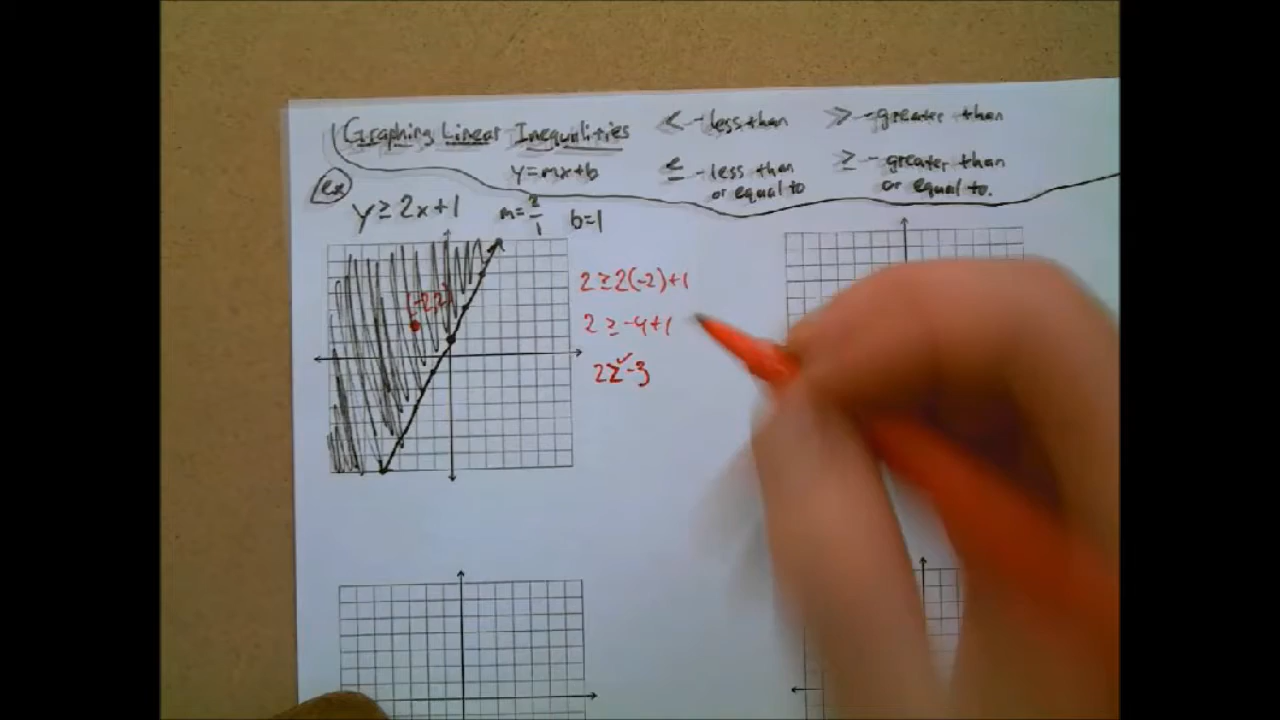 Graphing Linear Inequalities
y=mx+b
< - less than
> - greater than
≤ - less than
or equal to
≥ - greater than
or equal to.
ex
y ≥ 2x+1
m=2/1
b=1
(-2,2)
2 ≥ 2(-2)+1
2 ≥ -4+1
2 ≥ -3